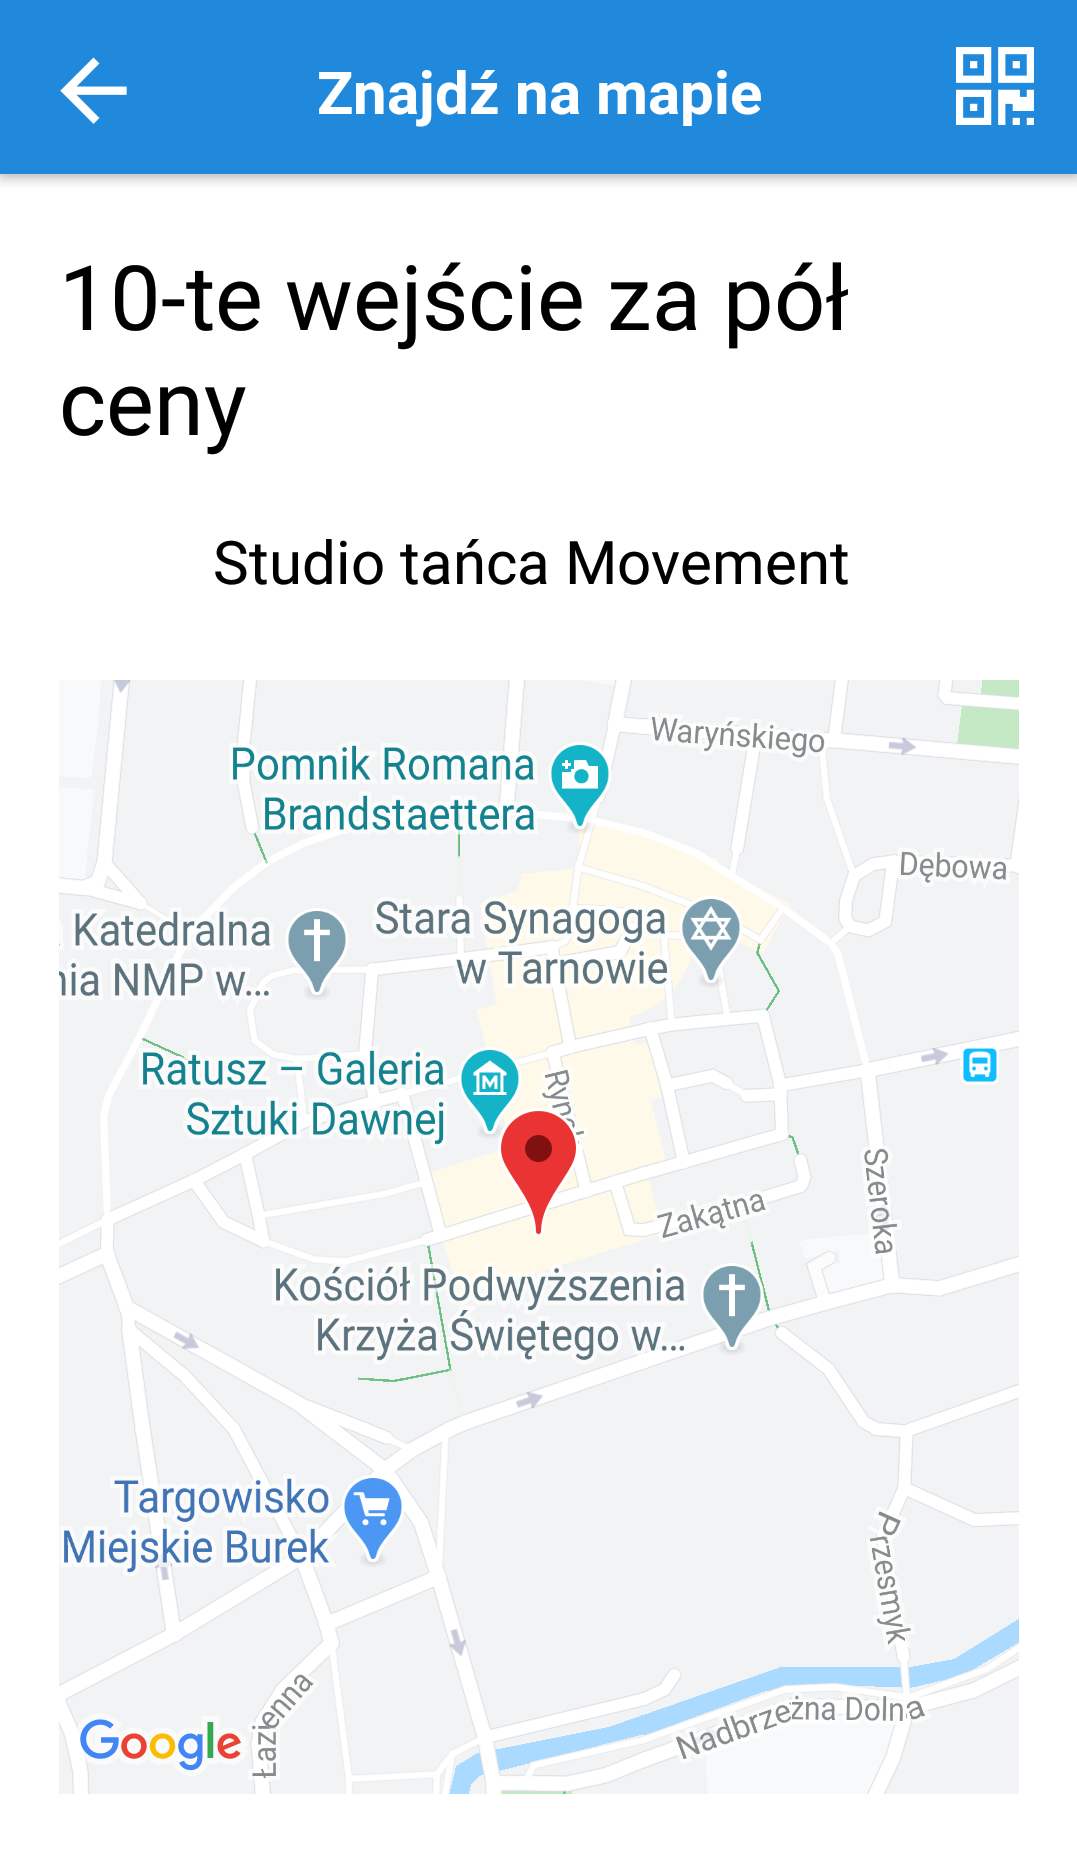 Znajdź na mapie
10-te wejście za pół
ceny
Studio tańca Movement
Waryńskiego
Pomnik Romana
Brandstaettera
Dębowa
Katedralna
NMP w...
Stara Synagoga
w Tarnowie
Ratusz – Galeria
Sztuki Dawnej
M
Szeroka
Zakątna
Kościół Podwyższenia
Krzyża Świętego w...
Targowisko
Miejskie Burek
Przesmyk
Łazienna
Nadbrzeżna Dolna
Google